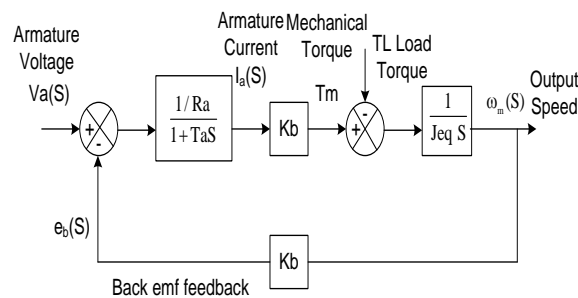 Armature
Voltage
Va(S)
+
-
1/Ra
1+TaS
Armature
Current
Ia(S)
Kb
Mechanical
Torque
Tm
TL Load
Torque
-
+
1
Jeq S
ωm(S)
Output
Speed
eb(S)
Kb
Back emf feedback